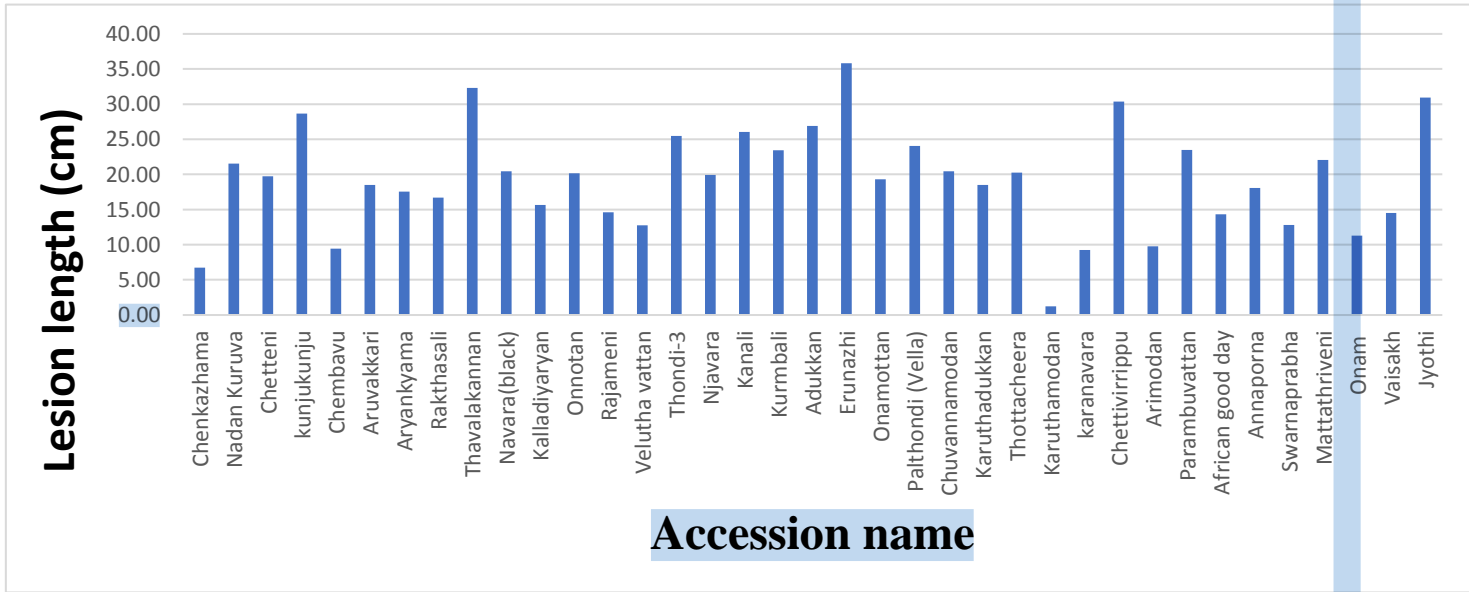 Lesion length (cm)
40.00
35.00
30.00
25.00
20.00
15.00
10.00
5.00
0.00
Chenkazhama
Nadan Kuruva
Chetteni
kunjukunju
Chembavu
Aruvakkari
Aryankyama
Rakthasali
Thavalakannan
Navara(black)
Kalladiyaryan
Onnotan
Rajameni
Velutha vattan
Thondi-3
Njavara
Kanali
Kurmbali
Adukkan
Erunazhi
Onamottan
Palthondi (Vella)
Chuvannamodan
Karuthadukkan
Thottacheera
Karuthamodan
karanavara
Chettivirrippu
Arimodan
Parambuvattan
African good day
Annaporna
Swarnaprabha
Mattathriveni
Onam
Vaisakh
Jyothi
Accession name